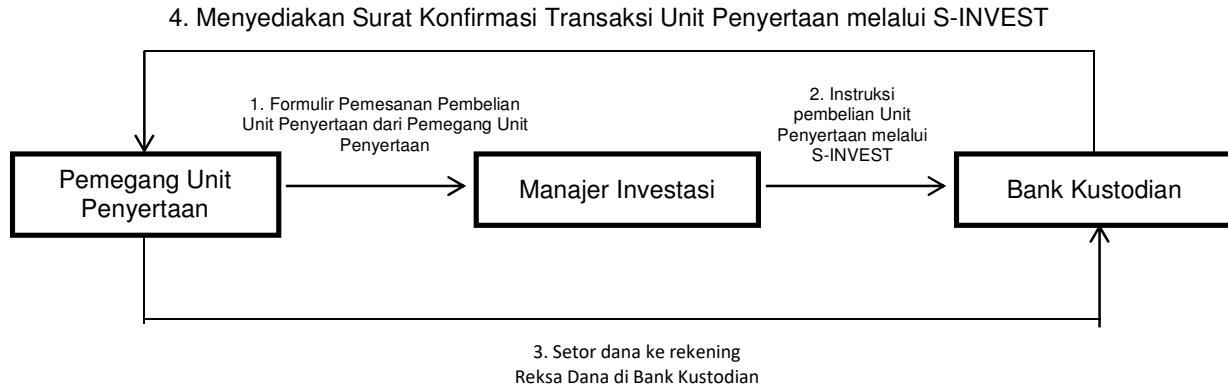 4. Menyediakan Surat Konfirmasi Transaksi Unit Penyertaan melalui S-INVEST
1. Formulir Pemesanan Pembelian
Unit Penyertaan dari Pemegang Unit
Penyertaan
2. Instruksi
pembelian Unit
Penyertaan melalui
S-INVEST
Pemegang Unit
Penyertaan
Manajer Investasi
Bank Kustodian
3. Setor dana ke rekening
Reksa Dana di Bank Kustodian